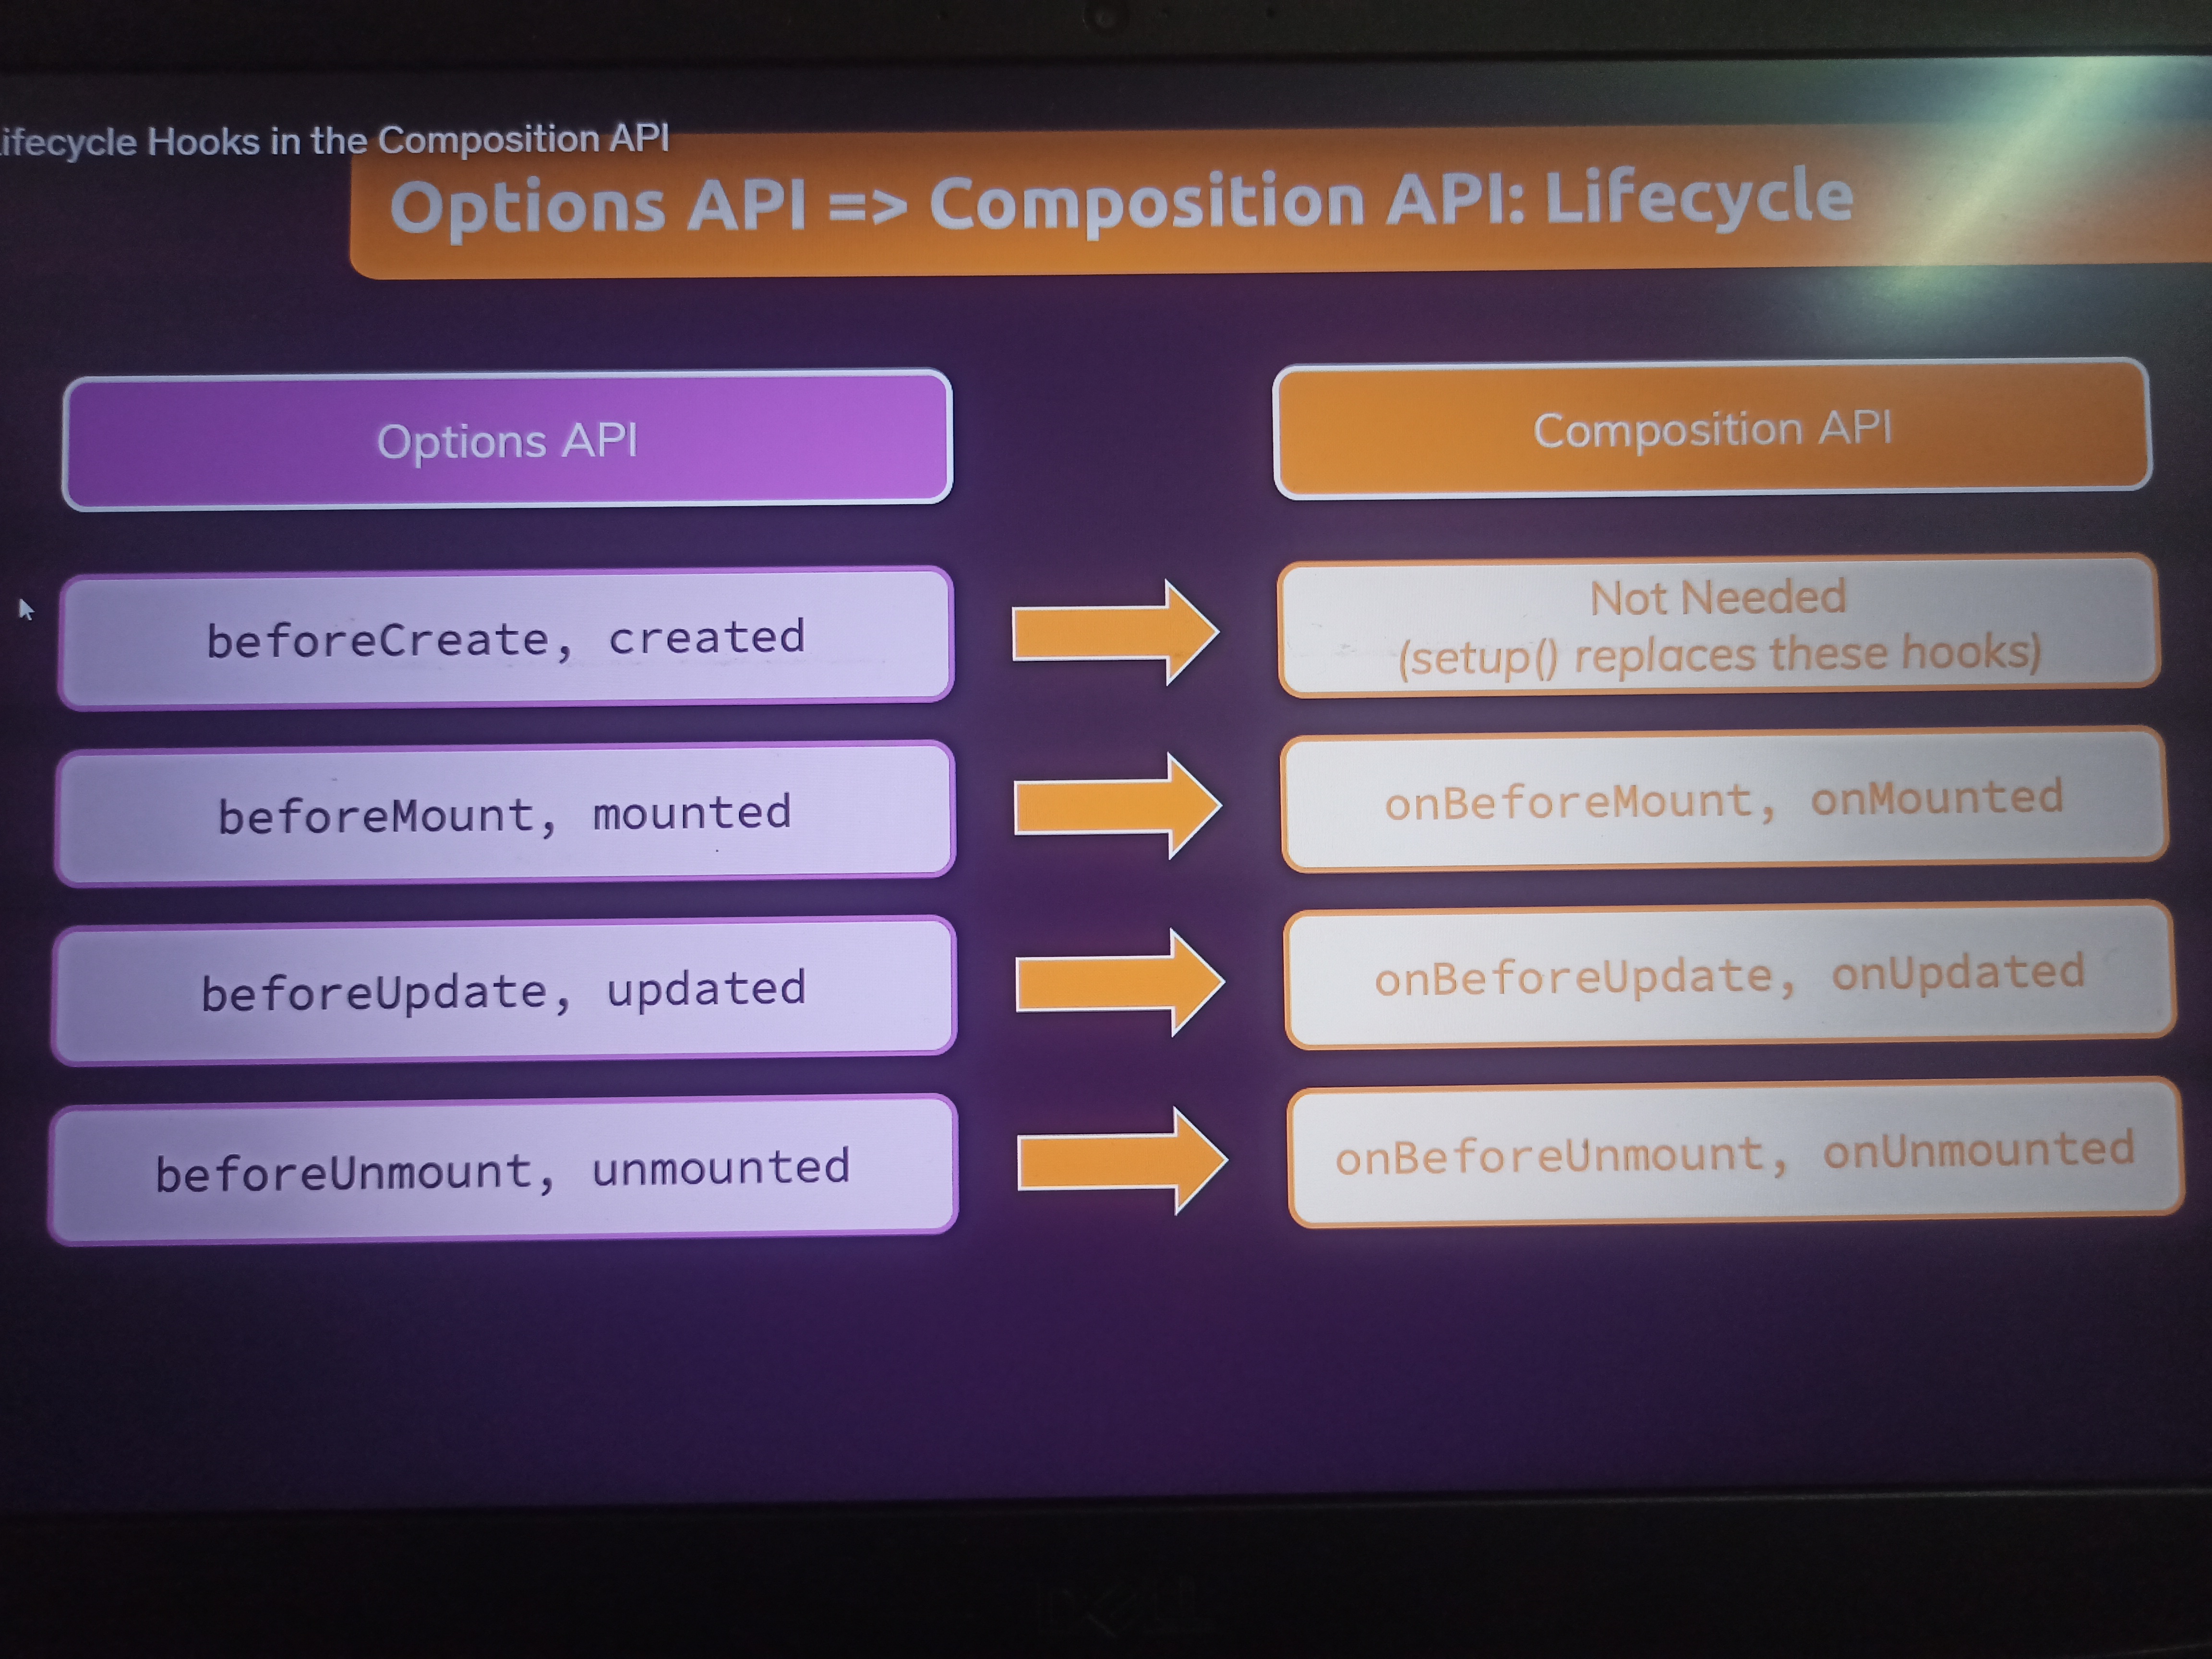 ifecycle Hooks in the Composition API
Options API => Composition API: Lifecycle
Options API
Composition API
beforeCreate, created
Not Needed
(setup() replaces these hooks)
beforeMount, mounted
onBeforeMount, onMounted
beforeUpdate, updated
onBeforeUpdate, onUpdated
beforeUnmount, unmounted
onBeforeUnmount, onUnmounted
DELL